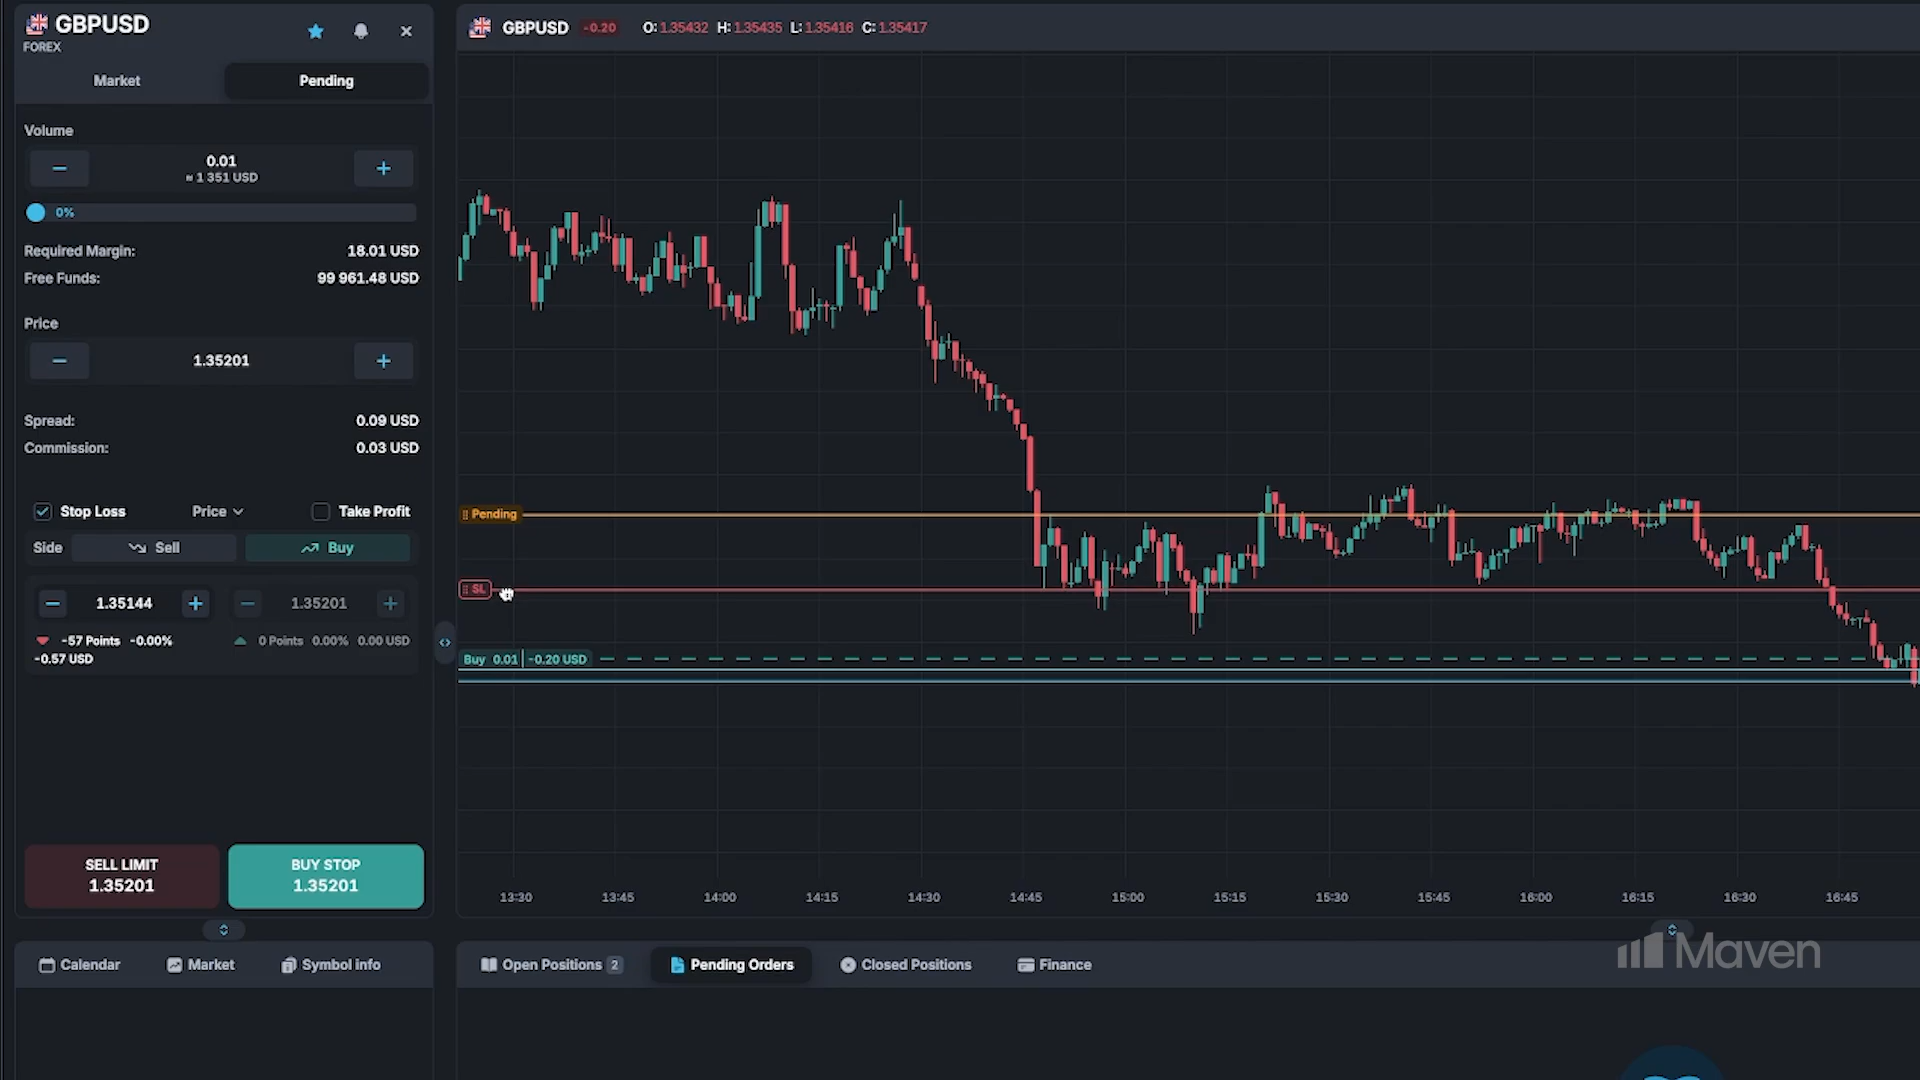 GBPUSD
FOREX
Market
Pending
Volume
0.01
≈ 1 351 USD
0%
Required Margin: 18.01 USD
Free Funds: 99 961.48 USD
Price
1.35201
Spread: 0.09 USD
Commission: 0.03 USD
Stop Loss Price Take Profit
Side Sell Buy
1.35144 1.35201
-57 Points -0.00% 0 Points 0.00% 0.00 USD
-0.57 USD
SELL LIMIT
1.35201
BUY STOP
1.35201
Calendar Market Symbol info
GBPUSD -0.20 O: 1.35432 H: 1.35435 L: 1.35416 C: 1.35417
Pending
SL
Buy 0.01 -0.20 USD
13:30 13:45 14:00 14:15 14:30 14:45 15:00 15:15 15:30 15:45 16:00 16:15 16:30 16:45
Open Positions 2 Pending Orders Closed Positions Finance
Maven